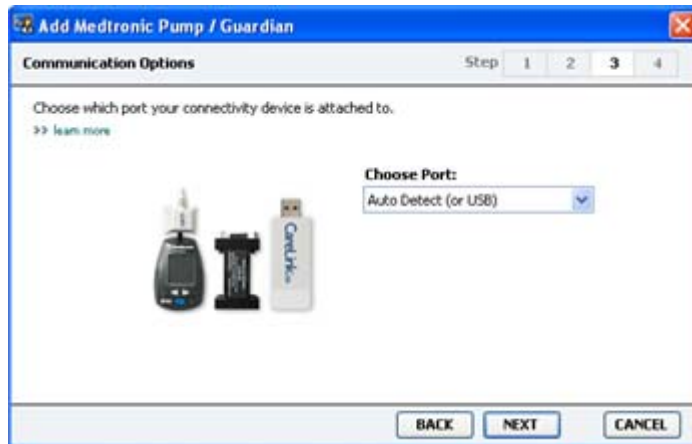 Add Medtronic Pump / Guardian
Communication Options
Step 1 2 3 4
Choose which port your connectivity device is attached to.
>> learn more
Choose Port:
Auto Detect (or USB)
CareLink
BACK NEXT CANCEL